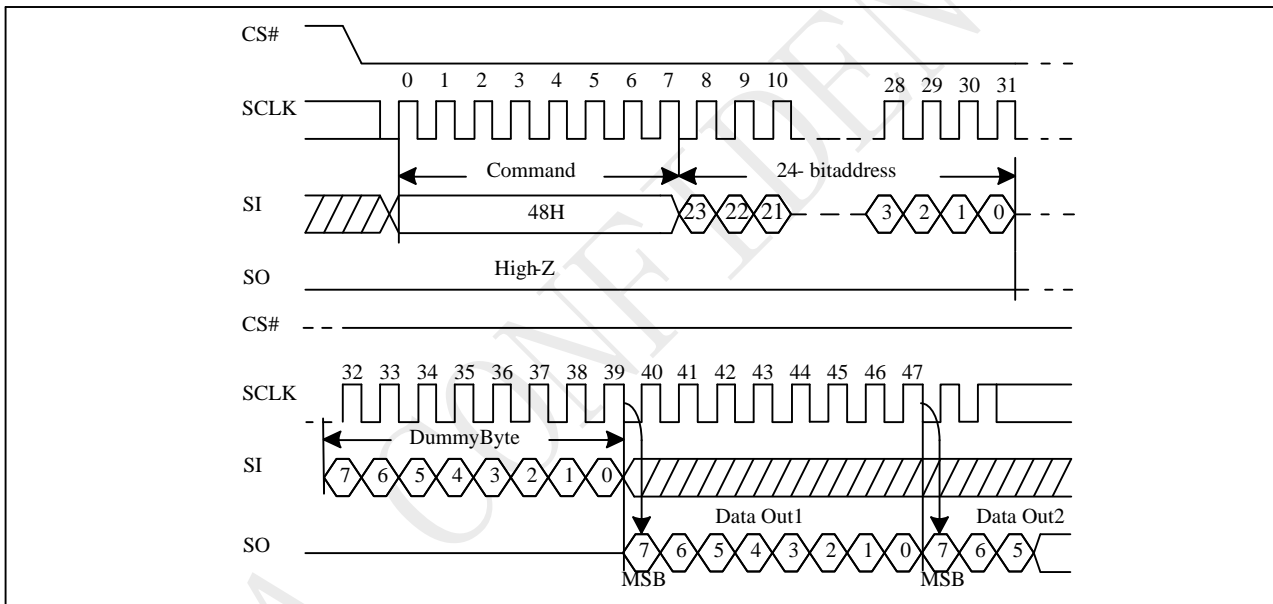 CS#
0 1 2 3 4 5 6 7 8 9 10 28 29 30 31
SCLK
Command 24- bitaddress
SI 48H 23 22 21 3 2 1 0
High-Z
SO
CS#
32 33 34 35 36 37 38 39 40 41 42 43 44 45 46 47
SCLK
DummyByte
SI 7 6 5 4 3 2 1 0
Data Out1 Data Out2
SO 7 6 5 4 3 2 1 0 7 6 5
MSB MSB